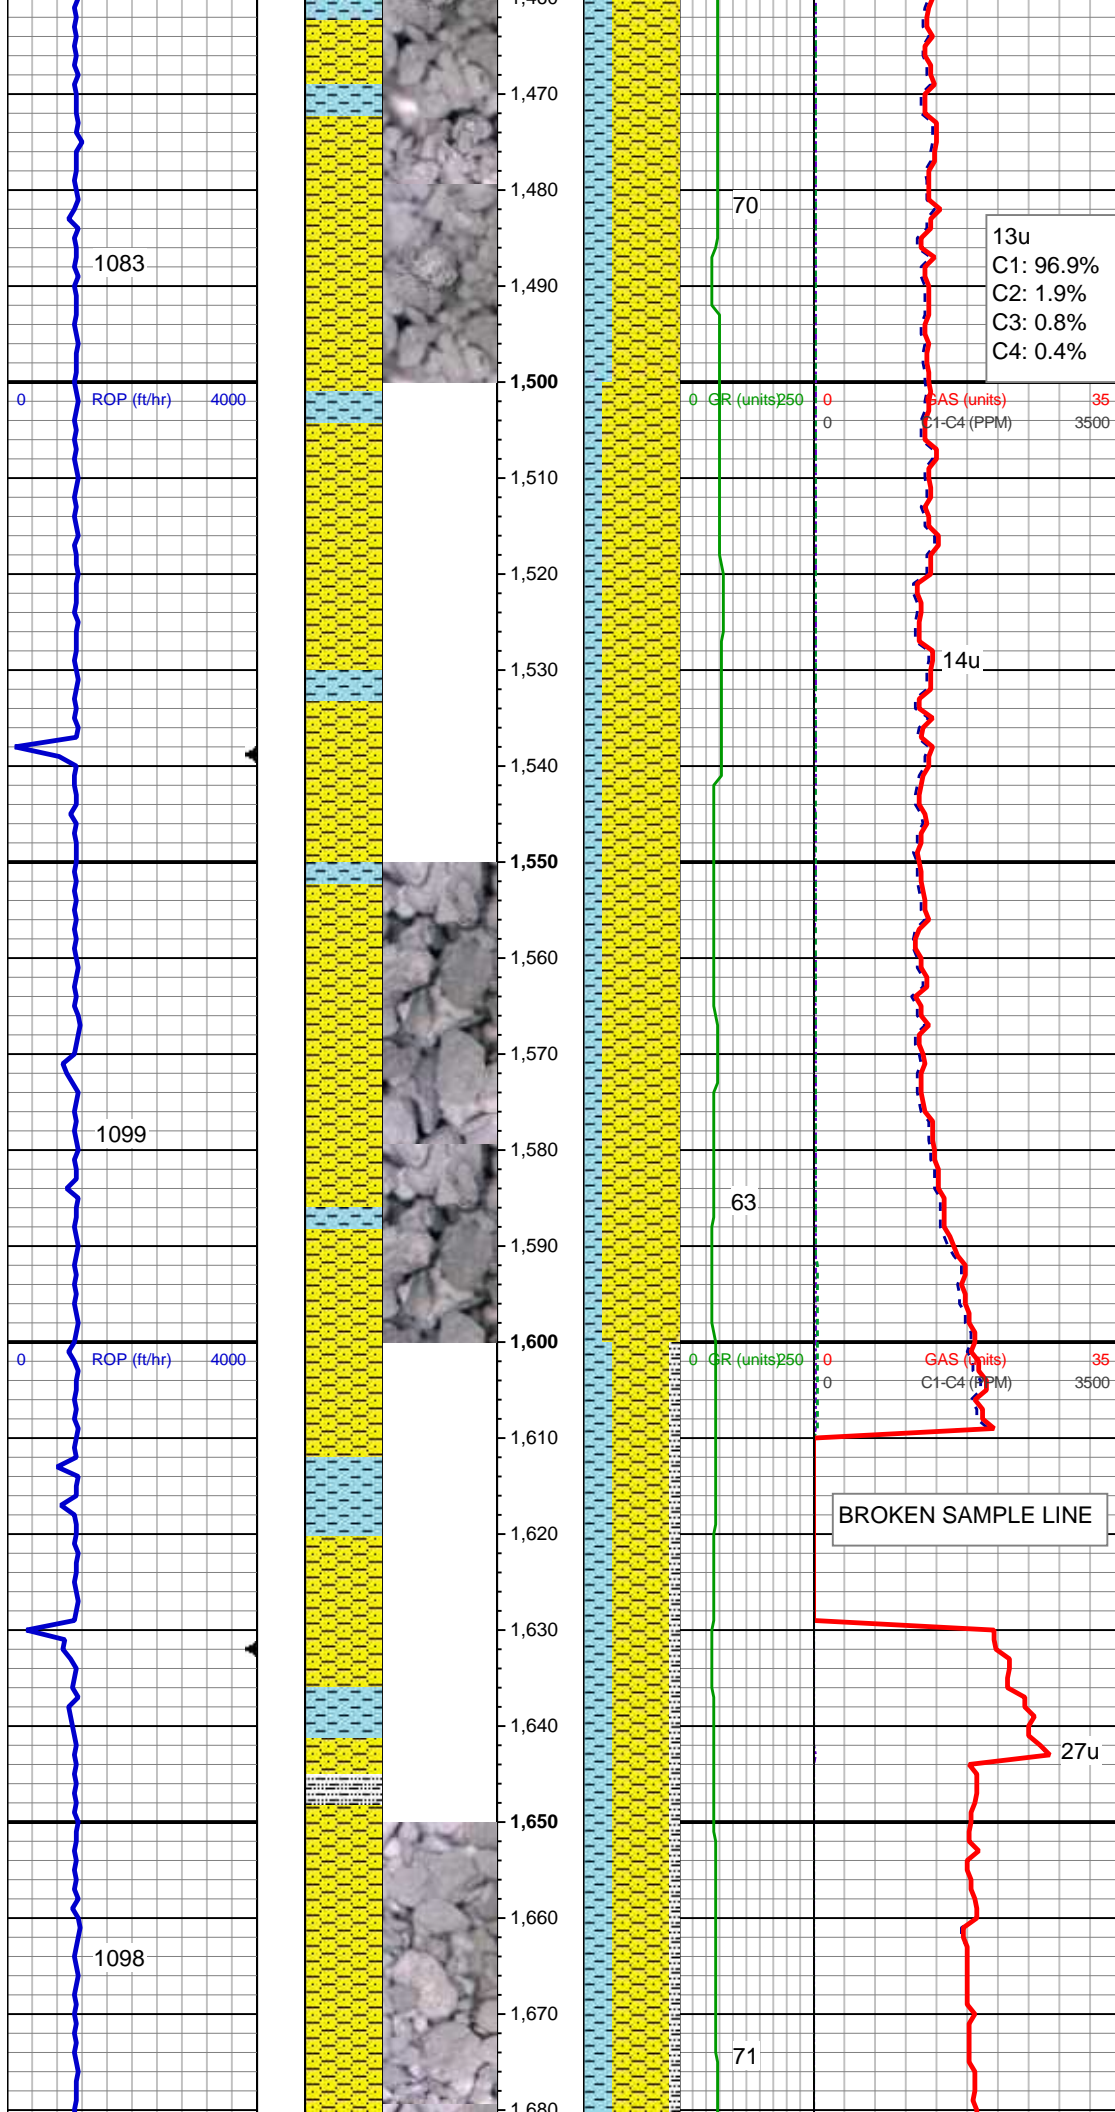 1,460
1,470
1,480
70
13u
C1: 96.9%
C2: 1.9%
C3: 0.8%
C4: 0.4%
1083
1,490
1,500
0 ROP (ft/hr) 4000
0 GR (units) 250
0 GAS (units) 35
0 C1-C4 (PPM) 3500
1,510
1,520
1,530
14u
1,540
1,550
1,560
1,570
1099
1,580
63
1,590
1,600
0 ROP (ft/hr) 4000
0 GR (units) 250
0 GAS (units) 35
0 C1-C4 (PPM) 3500
1,610
BROKEN SAMPLE LINE
1,620
1,630
1,640
27u
1,650
1,660
1098
1,670
71
1,680